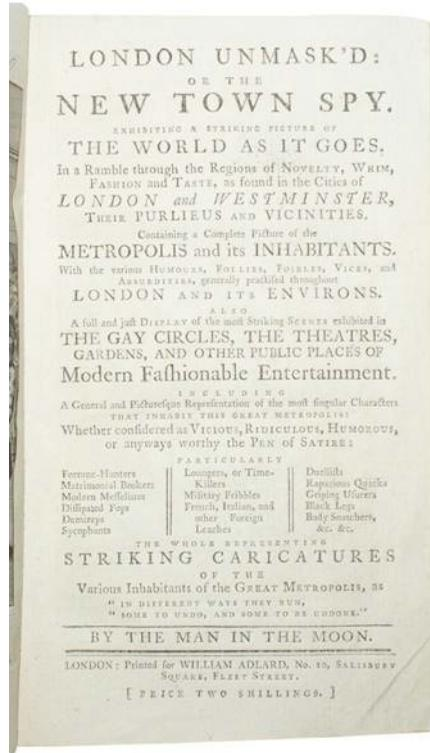 LONDON UNMASK'D:
OR THE
NEW TOWN SPY.
EXHIBITING A STRIKING PICTURE OF
THE WORLD AS IT GOES.
In a Ramble through the Regions of NOVELTY, WHIM,
FASHION and TASTE, as found in the Cities of
LONDON and WESTMINSTER,
THEIR PURLIEUS AND VICINITIES.
Containing a Complete Picture of the
METROPOLIS and its INHABITANTS.
With the various HUMOURS, FOLLIES, FOIBLES, VICES, and
ABSURDITIES, generally practiſed throughout
LONDON AND ITS ENVIRONS.
ALSO
A full and juſt DISPLAY of the moſt Striking SCENES exhibited in
THE GAY CIRCLES, THE THEATRES,
GARDENS, AND OTHER PUBLIC PLACES OF
Modern Faſhionable Entertainment.
INCLUDING
A General and Pictureſque Repreſentation of the moſt ſingular Characters
THAT INHABIT THIS GREAT METROPOLIS:
Whether conſidered as VICIOUS, RIDICULOUS, HUMOROUS,
or anyways worthy the PEN of SATIRE:
PARTICULARLY
Fortune-Hunters
Matrimonial Brokers
Modern Meſſalinas
Diſſipated Fops
Demireps
Sycophants
Loungers, or Time-
Killers
Military Fribbles
French, Italian, and
other Foreign
Leeches
Duelliſts
Rapacious Quacks
Griping Uſurers
Black Legs
Body Snatchers,
&c. &c.
THE WHOLE REPRESENTING
STRIKING CARICATURES
OF THE
Various Inhabitants of the GREAT METROPOLIS, as
" IN DIFFERENT WAYS THEY RUN,
" SOME TO UNDO, AND SOME TO BE UNDONE."
BY THE MAN IN THE MOON.
LONDON: Printed for WILLIAM ADLARD, No. 10, SALISBURY
SQUARE, FLEET STREET.
[ PRICE TWO SHILLINGS. ]